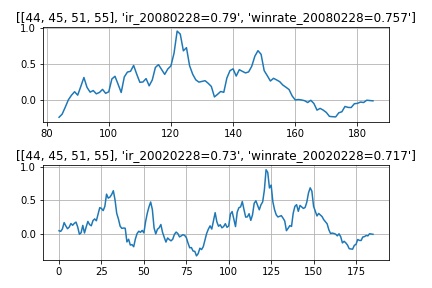 [[44, 45, 51, 55], 'ir_20080228=0.79', 'winrate_20080228=0.757']
1.0
0.5
0.0
80 100 120 140 160 180
[[44, 45, 51, 55], 'ir_20020228=0.73', 'winrate_20020228=0.717']
1.0
0.5
0.0
0 25 50 75 100 125 150 175